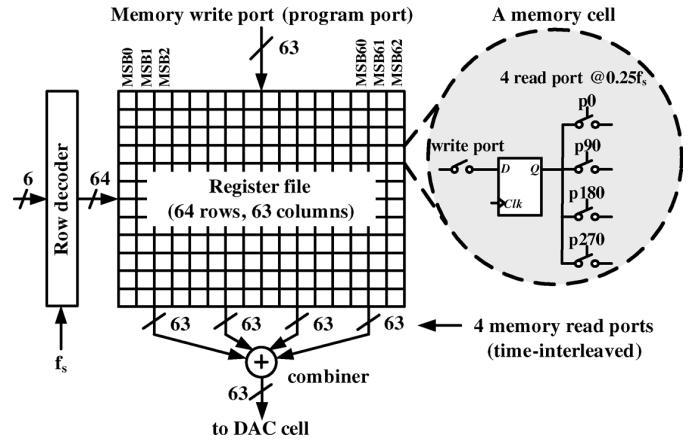 Memory write port (program port)
A memory cell
63
MSB0
MSB1
MSB2
MSB60
MSB61
MSB62
4 read port @0.25fs
p0
write port
p90
D
Q
Clk
p180
p270
6
Row decoder
64
Register file
(64 rows, 63 columns)
63
63
63
63
4 memory read ports
(time-interleaved)
fs
+
combiner
63
to DAC cell